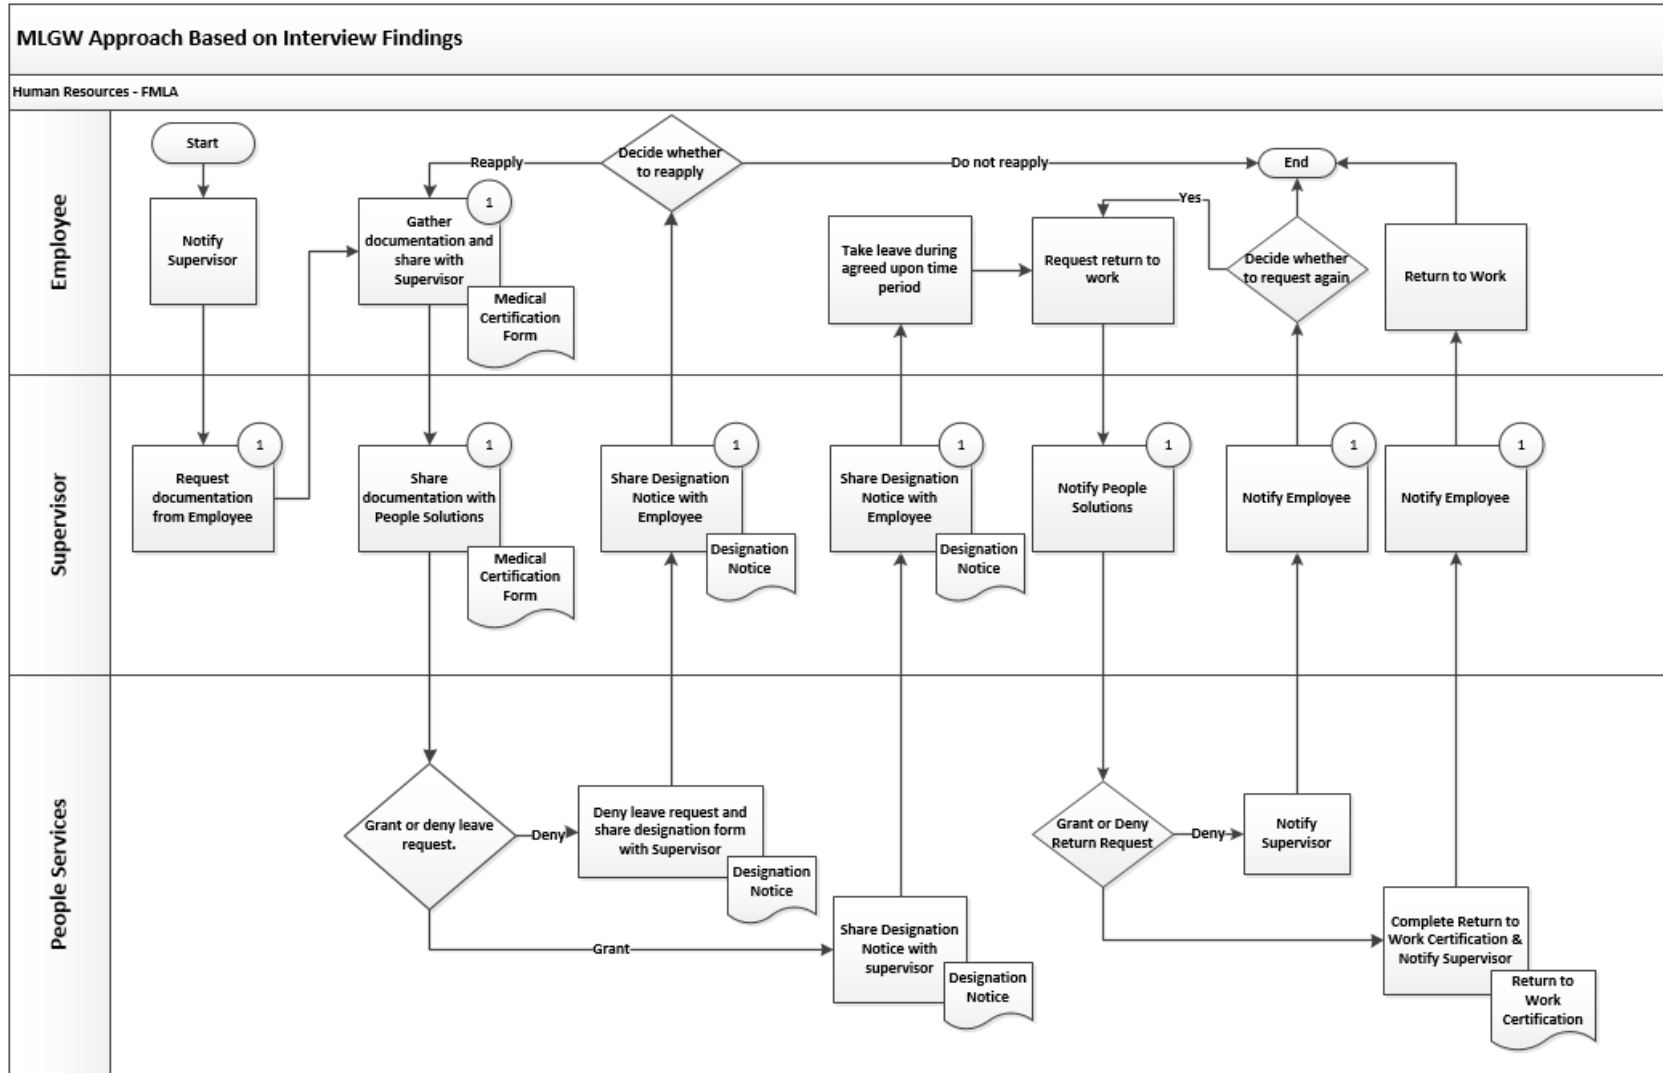 MLGW Approach Based on Interview Findings
Human Resources - FMLA
Employee
Start
Notify
Supervisor
Gather
documentation and
share with
Supervisor
1
Medical
Certification
Form
Reapply
Decide whether
to reapply
Do not reapply
End
Take leave during
agreed upon time
period
Request return to
work
Yes
Decide whether
to request again
Return to Work
Supervisor
Request
documentation
from Employee
1
Share
documentation with
People Solutions
1
Medical
Certification
Form
Share Designation
Notice with
Employee
1
Designation
Notice
Share Designation
Notice with
Employee
1
Designation
Notice
Notify People
Solutions
1
Notify Employee
1
Notify Employee
1
People Services
Grant or deny leave
request.
Deny
Deny leave request and
share designation form
with Supervisor
Designation
Notice
Grant
Share Designation
Notice with
supervisor
Designation
Notice
Grant or Deny
Return Request
Deny
Notify
Supervisor
Complete Return to
Work Certification &
Notify Supervisor
Return to
Work
Certification